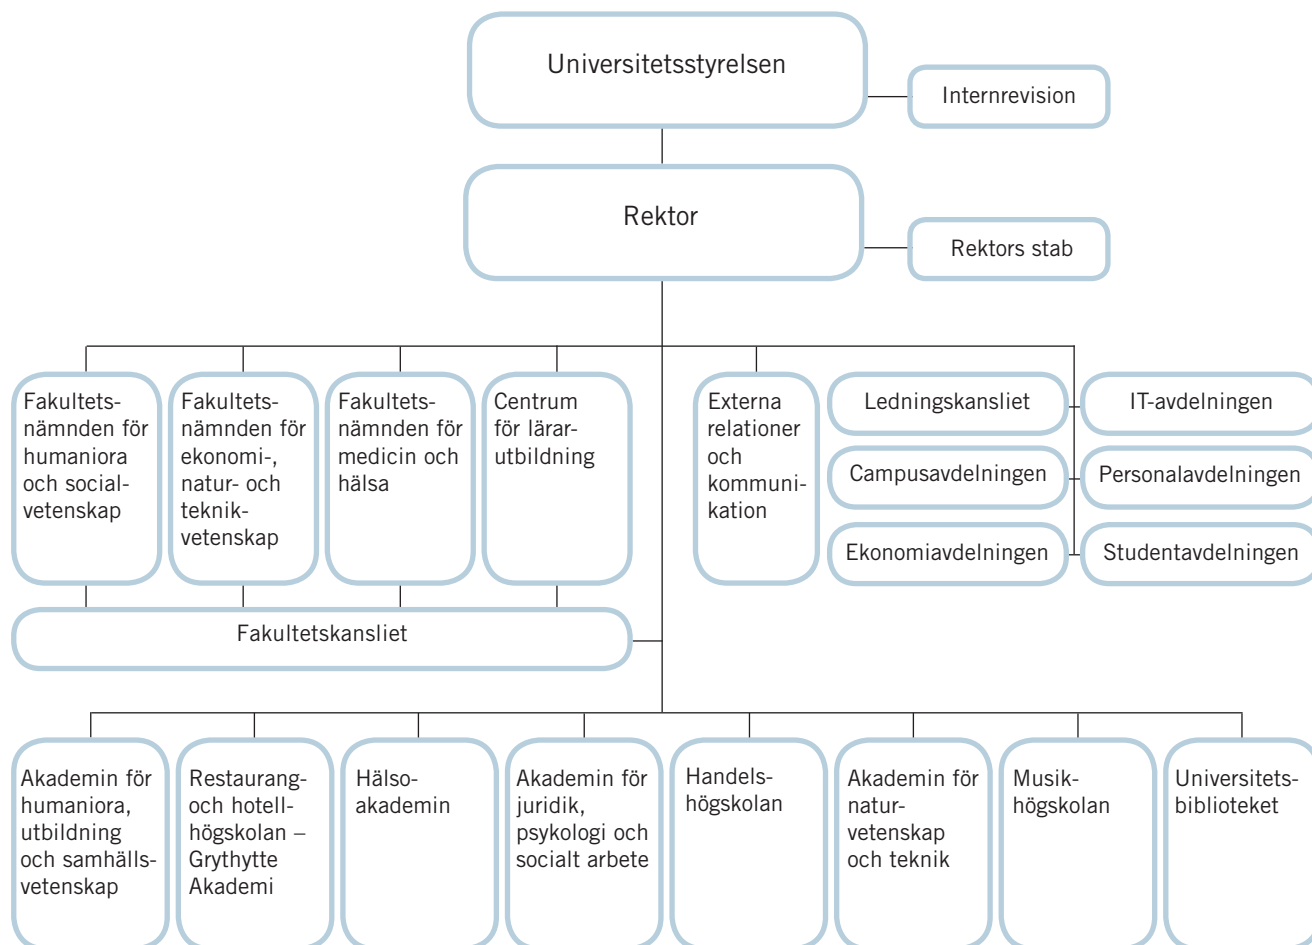 Universitetsstyrelsen
Internrevision
Rektor
Rektors stab
Fakultets-
nämnden för
humaniora
och social-
vetenskap
Fakultets-
nämnden för
ekonomi-,
natur- och
teknik-
vetenskap
Fakultets-
nämnden för
medicin och
hälsa
Centrum
för lärar-
utbildning
Externa
relationer
och
kommuni-
kation
Ledningskansliet
IT-avdelningen
Campusavdelningen
Personalavdelningen
Ekonomiavdelningen
Studentavdelningen
Fakultetskansliet
Akademin för
humaniora,
utbildning
och samhälls-
vetenskap
Restaurang-
och hotell-
högskolan –
Grythytte
Akademi
Hälso-
akademin
Akademin för
juridik,
psykologi och
socialt arbete
Handels-
högskolan
Akademin för
natur-
vetenskap
och teknik
Musik-
högskolan
Universitets-
biblioteket